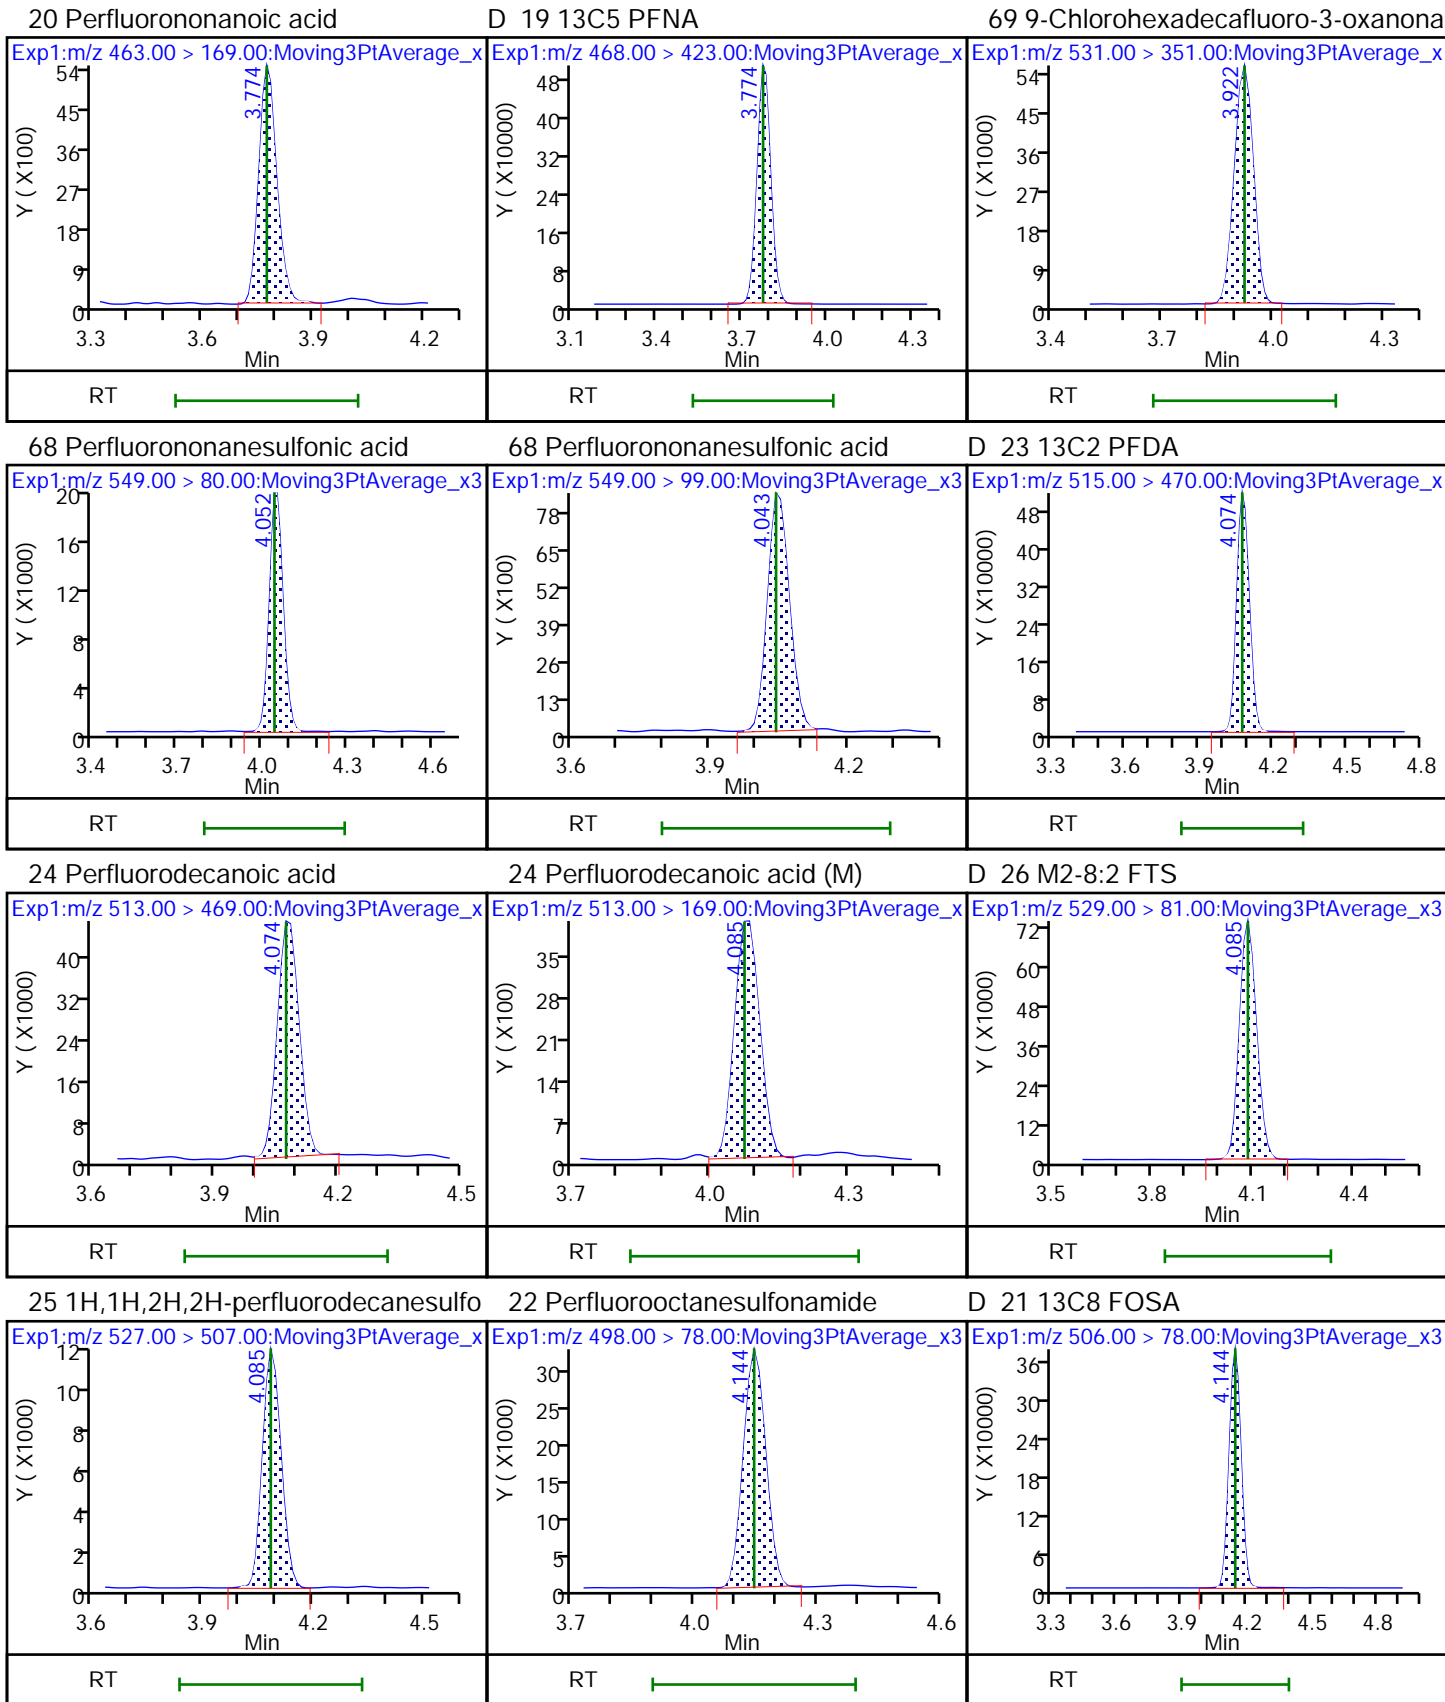 20 Perfluorononanoic acid
D 19 13C5 PFNA
69 9-Chlorohexadecafluoro-3-oxanona
Exp1:m/z 463.00 > 169.00:Moving3PtAverage_x
Exp1:m/z 468.00 > 423.00:Moving3PtAverage_x
Exp1:m/z 531.00 > 351.00:Moving3PtAverage_x
3.774
3.774
3.922
Y ( X100)
Y ( X10000)
Y ( X1000)
54
45
36
27
18
9
0
48
40
32
24
16
8
0
54
45
36
27
18
9
0
3.3 3.6 3.9 4.2
3.1 3.4 3.7 4.0 4.3
3.4 3.7 4.0 4.3
Min
Min
Min
RT
RT
RT
68 Perfluorononanesulfonic acid
68 Perfluorononanesulfonic acid
D 23 13C2 PFDA
Exp1:m/z 549.00 > 80.00:Moving3PtAverage_x3
Exp1:m/z 549.00 > 99.00:Moving3PtAverage_x3
Exp1:m/z 515.00 > 470.00:Moving3PtAverage_x
4.052
4.043
4.074
Y ( X1000)
Y ( X100)
Y ( X10000)
20
16
12
8
4
0
78
65
52
39
26
13
0
48
40
32
24
16
8
0
3.4 3.7 4.0 4.3 4.6
3.6 3.9 4.2
3.3 3.6 3.9 4.2 4.5 4.8
Min
Min
Min
RT
RT
RT
24 Perfluorodecanoic acid
24 Perfluorodecanoic acid (M)
D 26 M2-8:2 FTS
Exp1:m/z 513.00 > 469.00:Moving3PtAverage_x
Exp1:m/z 513.00 > 169.00:Moving3PtAverage_x
Exp1:m/z 529.00 > 81.00:Moving3PtAverage_x3
4.074
4.085
4.085
Y ( X1000)
Y ( X100)
Y ( X1000)
40
32
24
16
8
0
35
28
21
14
7
0
72
60
48
36
24
12
0
3.6 3.9 4.2 4.5
3.7 4.0 4.3
3.5 3.8 4.1 4.4
Min
Min
Min
RT
RT
RT
25 1H,1H,2H,2H-perfluorodecanesulfo
22 Perfluorooctanesulfonamide
D 21 13C8 FOSA
Exp1:m/z 527.00 > 507.00:Moving3PtAverage_x
Exp1:m/z 498.00 > 78.00:Moving3PtAverage_x3
Exp1:m/z 506.00 > 78.00:Moving3PtAverage_x3
4.085
4.144
4.144
Y ( X1000)
Y ( X1000)
Y ( X10000)
12
10
8
6
4
2
0
30
25
20
15
10
5
0
36
30
24
18
12
6
0
3.6 3.9 4.2 4.5
3.7 4.0 4.3 4.6
3.3 3.6 3.9 4.2 4.5 4.8
Min
Min
Min
RT
RT
RT